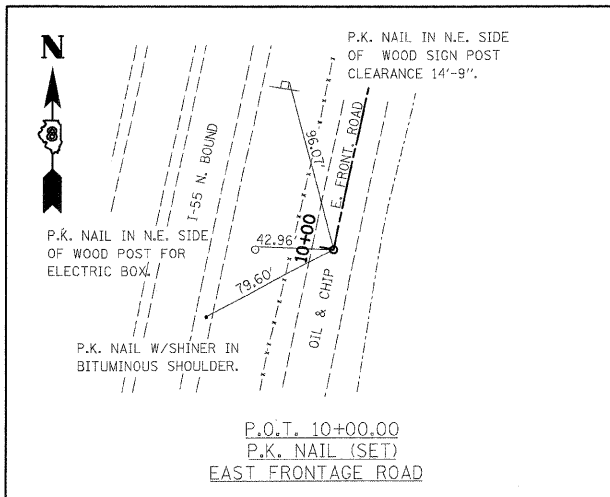 N
8
P.K. NAIL IN N.E. SIDE
OF WOOD SIGN POST
CLEARANCE 14'-9".
I-55 N. BOUND
E. FRONT. ROAD
70.96'
P.K. NAIL IN N.E. SIDE
OF WOOD POST FOR
ELECTRIC BOX.
42.96'
10+00
79.60'
OIL & CHIP
P.K. NAIL W/SHINER IN
BITUMINOUS SHOULDER.
P.O.T. 10+00.00
P.K. NAIL (SET)
EAST FRONTAGE ROAD